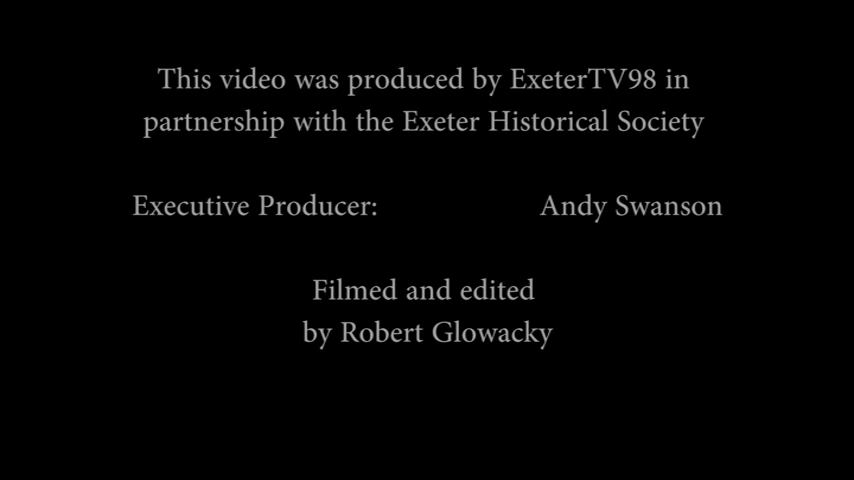 This video was produced by ExeterTV98 in
partnership with the Exeter Historical Society
Executive Producer: Andy Swanson
Filmed and edited
by Robert Glowacky